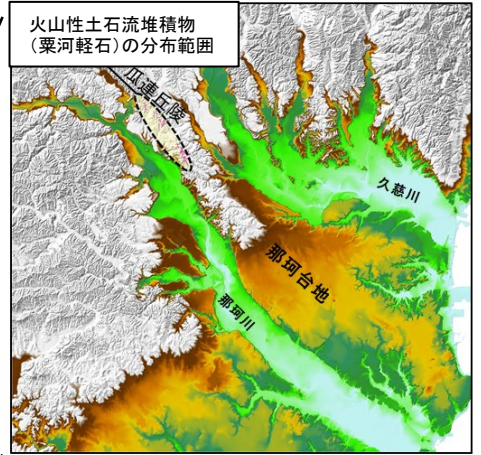 火山性土石流堆積物
（粟河軽石）の分布範囲
瓜連丘陵
久慈川
那珂台地
那珂川